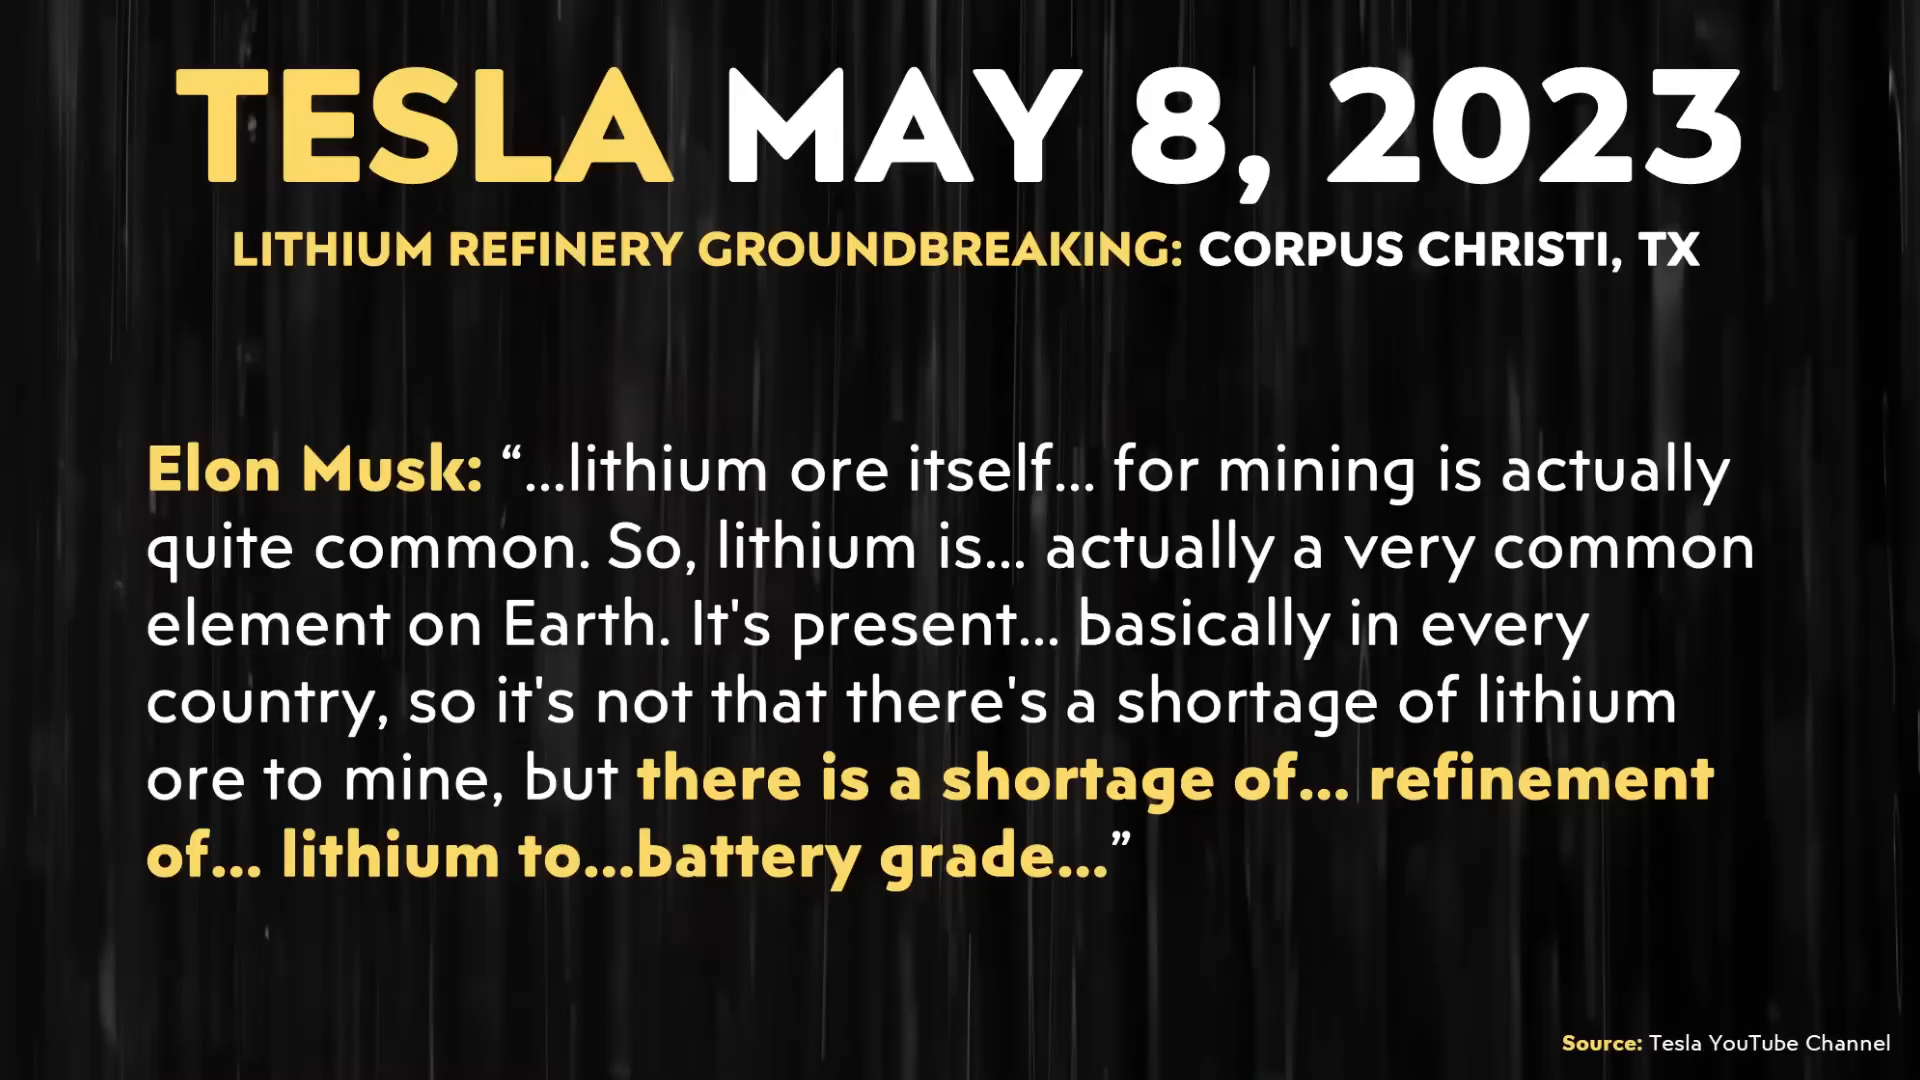 TESLA MAY 8, 2023
LITHIUM REFINERY GROUNDBREAKING: CORPUS CHRISTI, TX
Elon Musk: “...lithium ore itself... for mining is actually
quite common. So, lithium is... actually a very common
element on Earth. It's present... basically in every
country, so it's not that there's a shortage of lithium
ore to mine, but there is a shortage of... refinement
of... lithium to...battery grade...”
Source: Tesla YouTube Channel